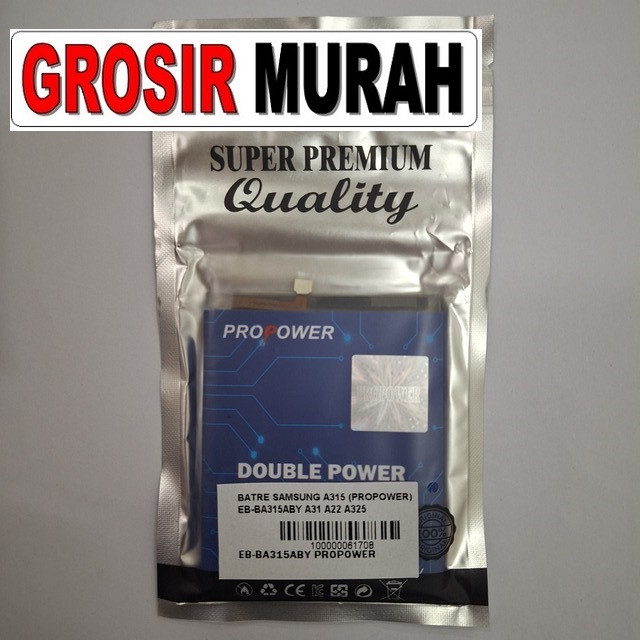 GROSIR MURAH
SUPER PREMIUM
Quality
PROPOWER
DOUBLE POWER
BATRE SAMSUNG A315 (PROPOWER)
EB-BA315ABY A31 A22 A325
100000061708
EB-BA315ABY PROPOWER
100%